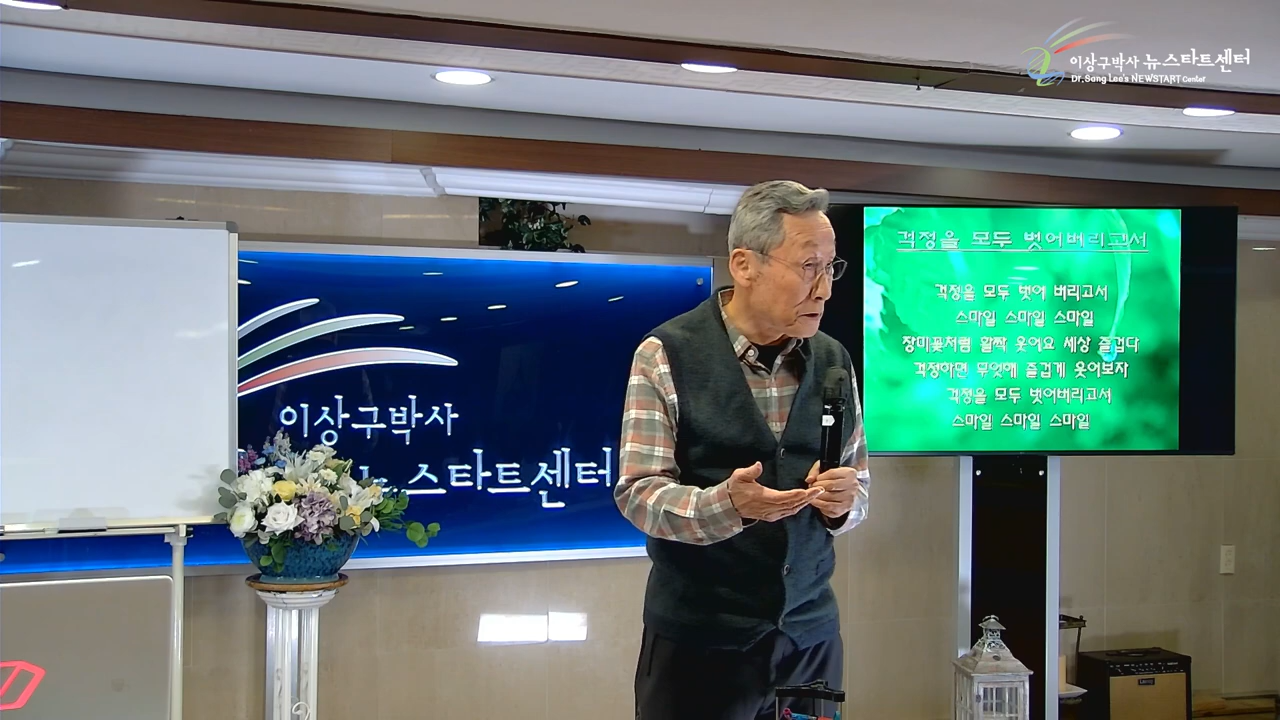 이상구박사 뉴스타트센터
Dr. Sang Lee's NEWSTART Center
걱정을 모두 벗어버리고서
걱정을 모두 벗어 버리고서
스마일 스마일 스마일
장미꽃처럼 활짝 웃어요 세상 즐겁다
걱정하면 무엇해 즐겁게 웃어보자
걱정을 모두 벗어버리고서
스마일 스마일 스마일
이상구박사
스타트센터